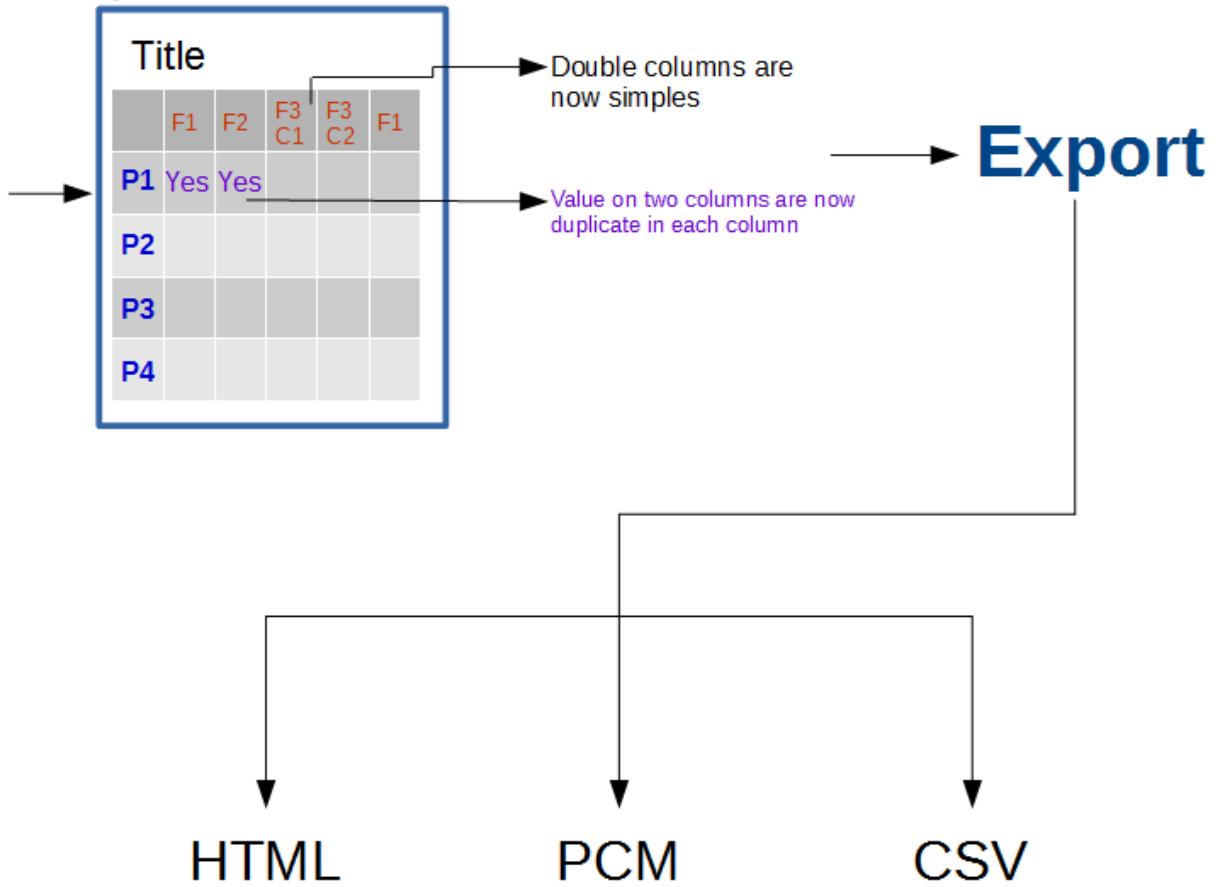 Title
F1 F2 F3 C1 F3 C2 F1
P1 Yes Yes
P2
P3
P4
Double columns are
now simples
Value on two columns are now
duplicate in each column
Export
HTML PCM CSV